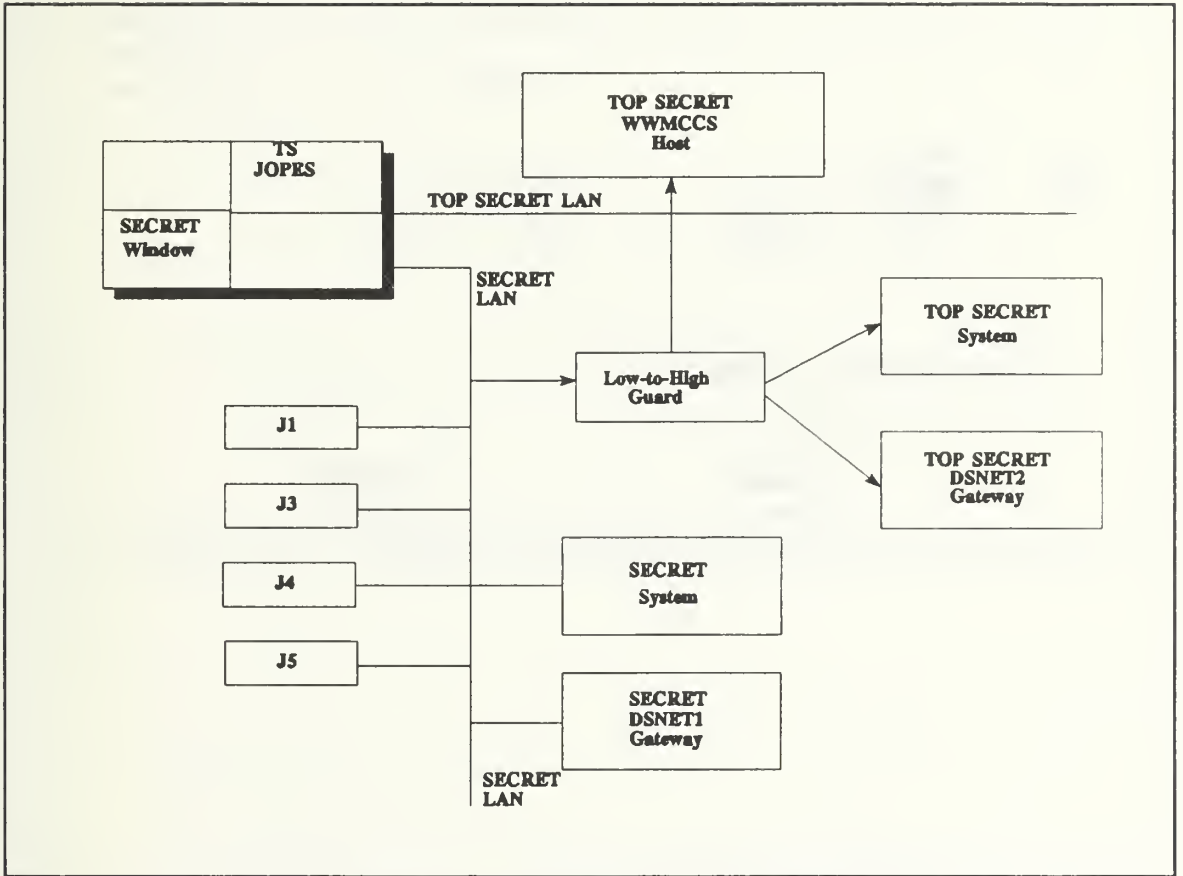 TOP SECRET
WWMCCS
Host
TS
JOPES
SECRET
Window
TOP SECRET LAN
SECRET
LAN
TOP SECRET
System
Low-to-High
Guard
J1
TOP SECRET
DSNET2
Gateway
J3
SECRET
System
J4
J5
SECRET
DSNET1
Gateway
SECRET
LAN